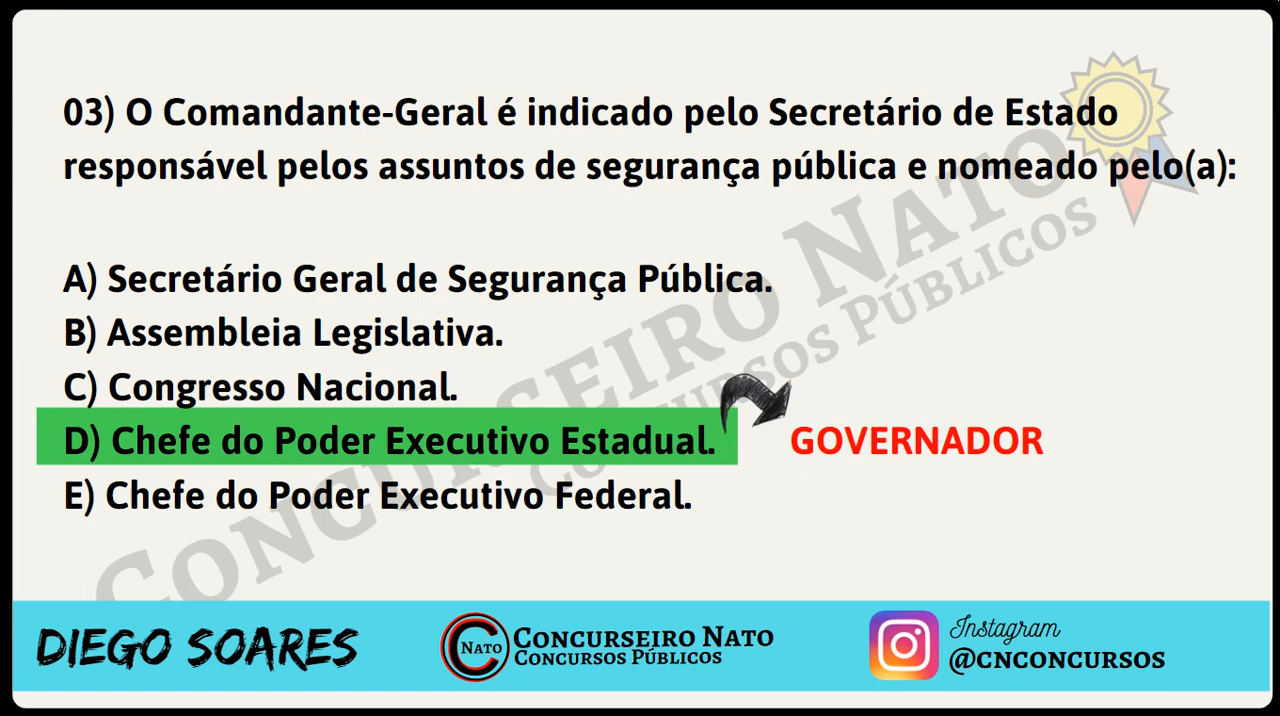 03) O Comandante-Geral é indicado pelo Secretário de Estado
responsável pelos assuntos de segurança pública e nomeado pelo(a):
A) Secretário Geral de Segurança Pública.
B) Assembleia Legislativa.
C) Congresso Nacional.
D) Chefe do Poder Executivo Estadual.
GOVERNADOR
E) Chefe do Poder Executivo Federal.
CONCURSEIRO NATO
CONCURSOS PÚBLICOS
DIEGO SOARES
NATO
CONCURSEIRO NATO
CONCURSOS PÚBLICOS
Instagram
@CNCONCURSOS